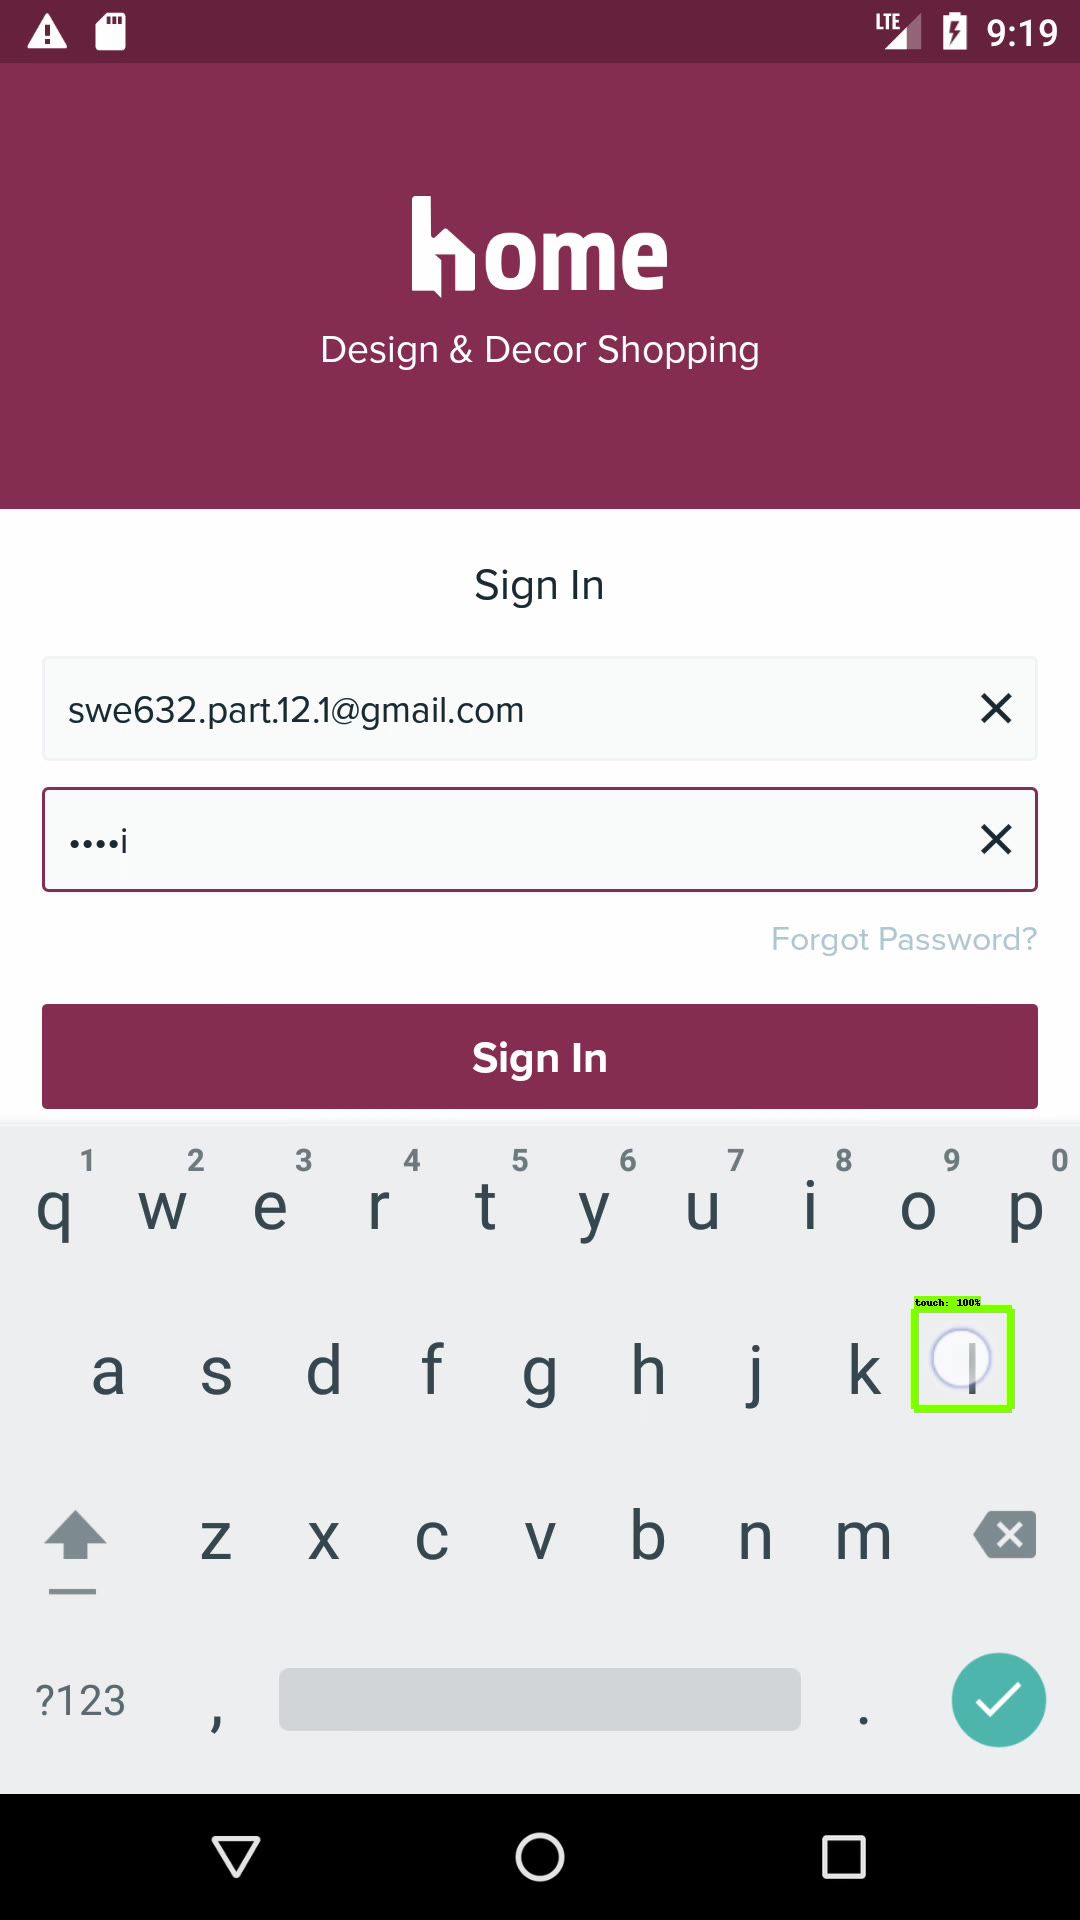 LTE 9:19
home
Design & Decor Shopping
Sign In
swe632.part.12.1@gmail.com
••••i
Forgot Password?
Sign In
1 2 3 4 5 6 7 8 9 0
q w e r t y u i o p
touch: 100%
a s d f g h j k l
z x c v b n m
?123 , .